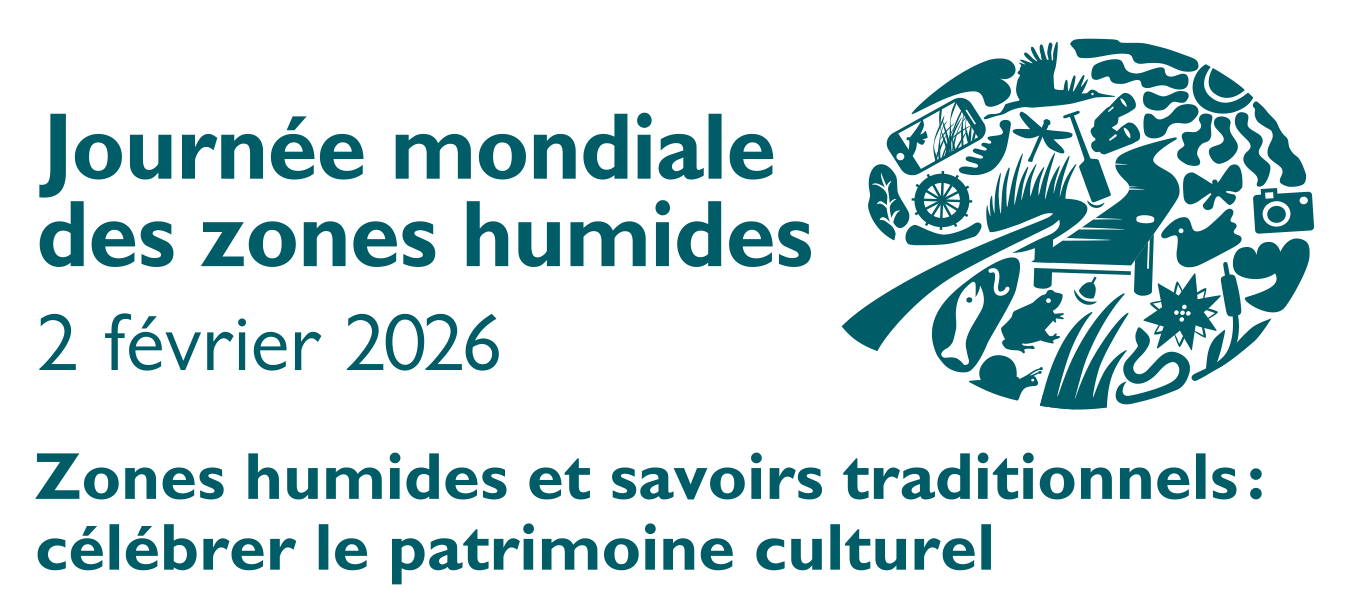 Journée mondiale
des zones humides
2 février 2026
Zones humides et savoirs traditionnels :
célébrer le patrimoine culturel